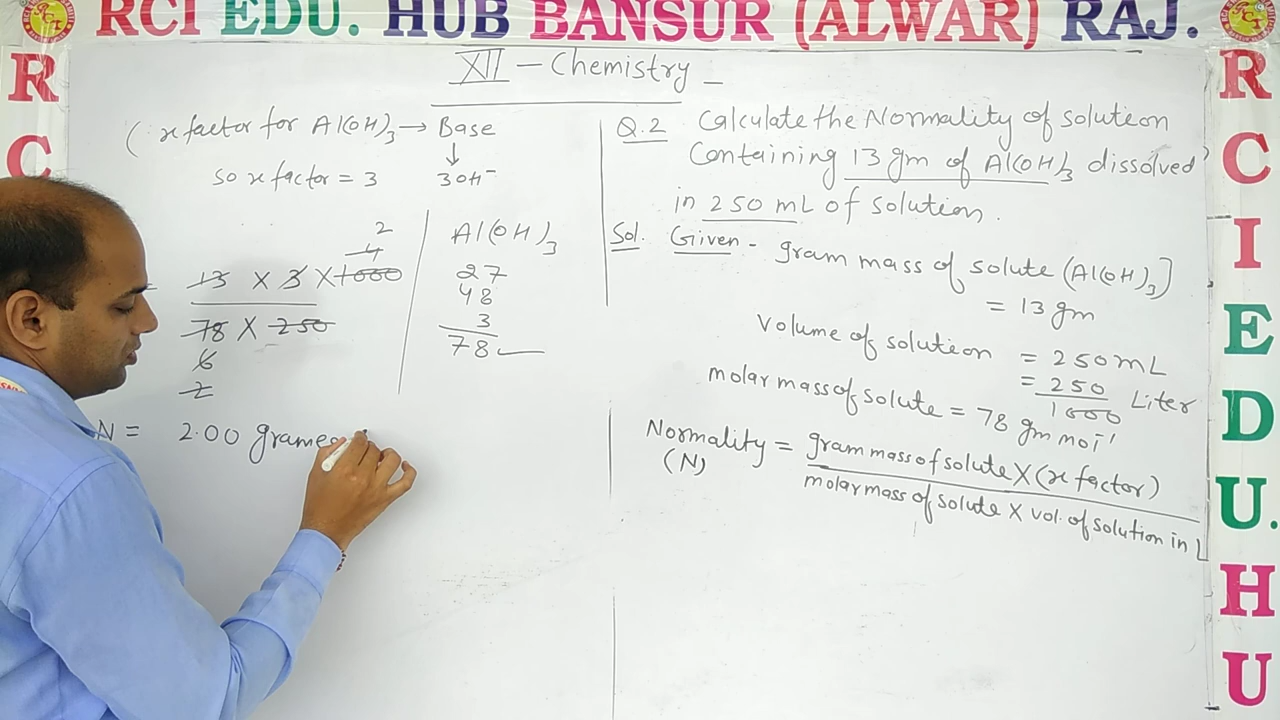 RCI EDU. HUB BANSUR (ALWAR) RAJ.
R
C
R
C
I
E
D
U.
H
U
XII - Chemistry
( x factor for Al(OH)3 → Base
↓
so x factor = 3 3OH⁻
2
4
= 13 X 3 X 1000
78 X 250
6
2
N = 2.00 gram
Al(OH)3
27
48
3
78
Q.2 Calculate the Normality of solution
Containing 13 gm of Al(OH)3 dissolved
in 250 mL of solution.
Sol. Given - gram mass of solute (Al(OH)3]
= 13 gm
Volume of solution = 250 mL
= 250
1000 Liter
molar mass of solute = 78 gm mol'
Normality = gram mass of solute X (x factor)
(N) molar mass of solute X vol. of solution in L